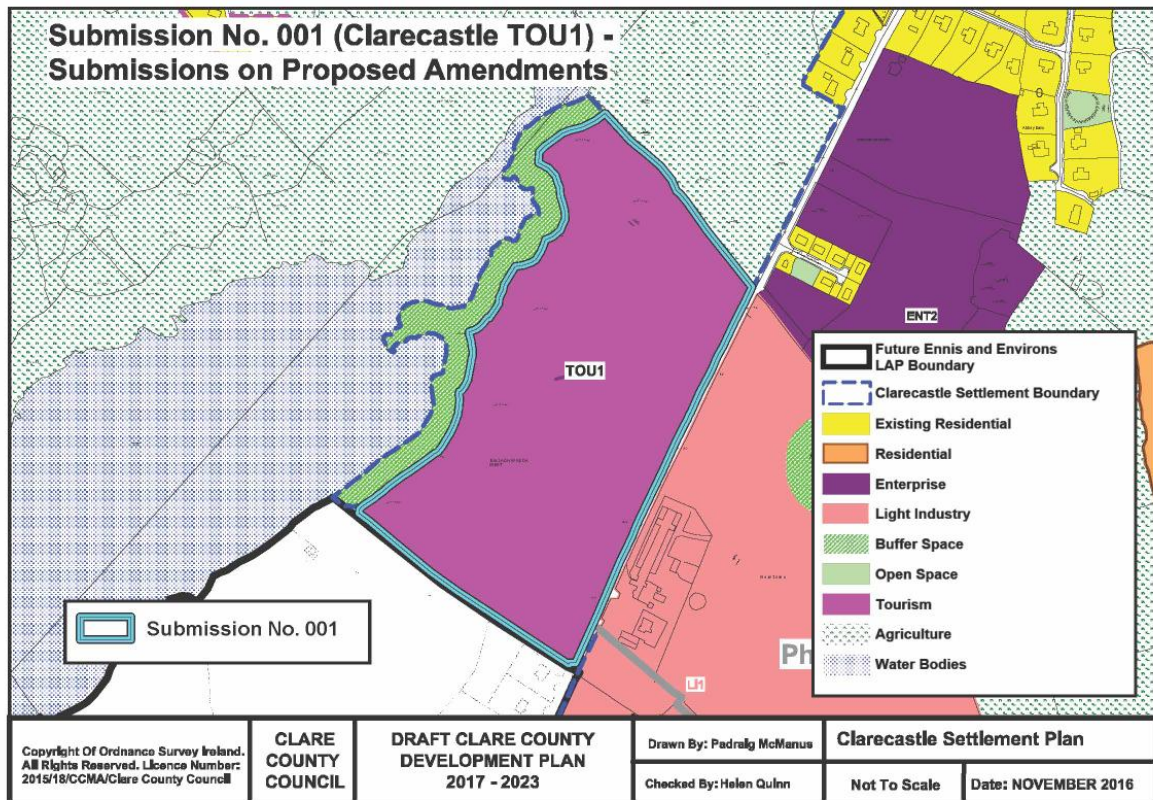 Submission No. 001 (Clarecastle TOU1) -
Submissions on Proposed Amendments
TOU1
ENT2
Future Ennis and Environs
LAP Boundary
Clarecastle Settlement Boundary
Existing Residential
Residential
Enterprise
Light Industry
Buffer Space
Open Space
Tourism
Agriculture
Water Bodies
Submission No. 001
Ph
LI1
Copyright Of Ordnance Survey Ireland.
All Rights Reserved. Licence Number:
2015/18/CCMA/Clare County Council
CLARE
COUNTY
COUNCIL
DRAFT CLARE COUNTY
DEVELOPMENT PLAN
2017 - 2023
Drawn By: Padraig McManus
Checked By: Helen Quinn
Clarecastle Settlement Plan
Not To Scale
Date: NOVEMBER 2016